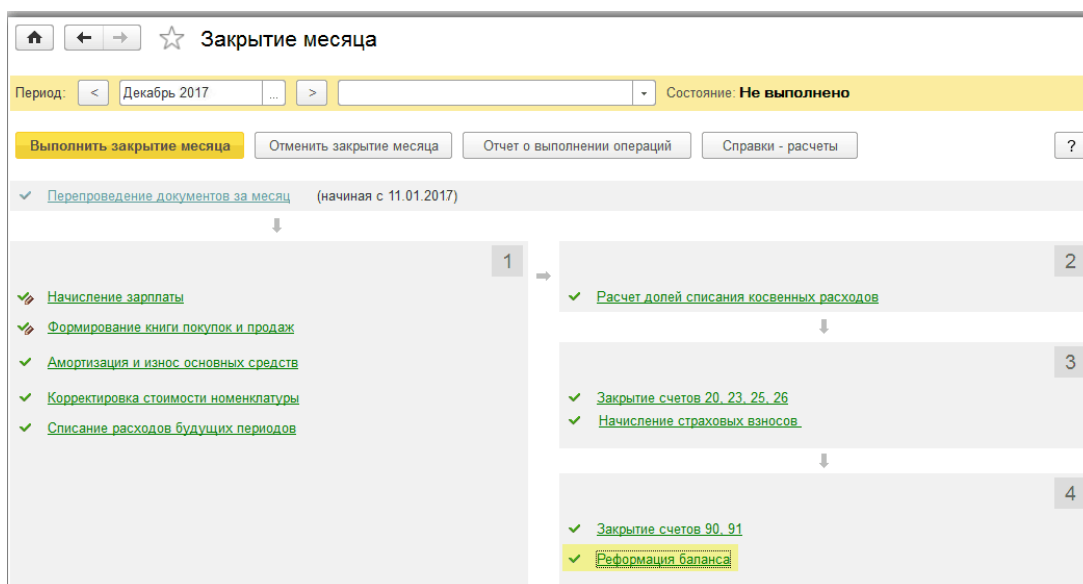 Закрытие месяца
Период: < Декабрь 2017 ... > Состояние: Не выполнено
Выполнить закрытие месяца Отменить закрытие месяца Отчет о выполнении операций Справки - расчеты ?
Перепроведение документов за месяц (начиная с 11.01.2017)
1
Начисление зарплаты
Формирование книги покупок и продаж
Амортизация и износ основных средств
Корректировка стоимости номенклатуры
Списание расходов будущих периодов
2
Расчет долей списания косвенных расходов
3
Закрытие счетов 20, 23, 25, 26
Начисление страховых взносов
4
Закрытие счетов 90, 91
Реформация баланса